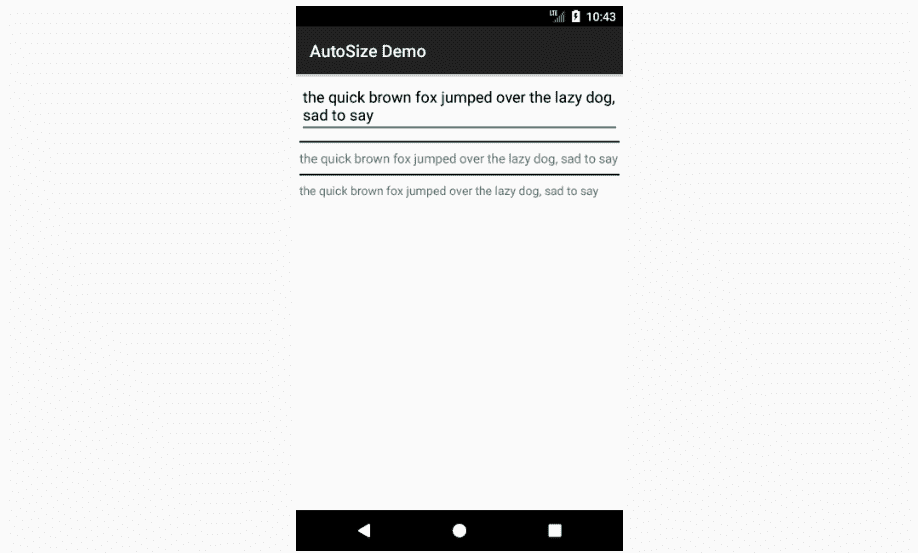 LTE 10:43
AutoSize Demo
the quick brown fox jumped over the lazy dog,
sad to say
the quick brown fox jumped over the lazy dog, sad to say
the quick brown fox jumped over the lazy dog, sad to say